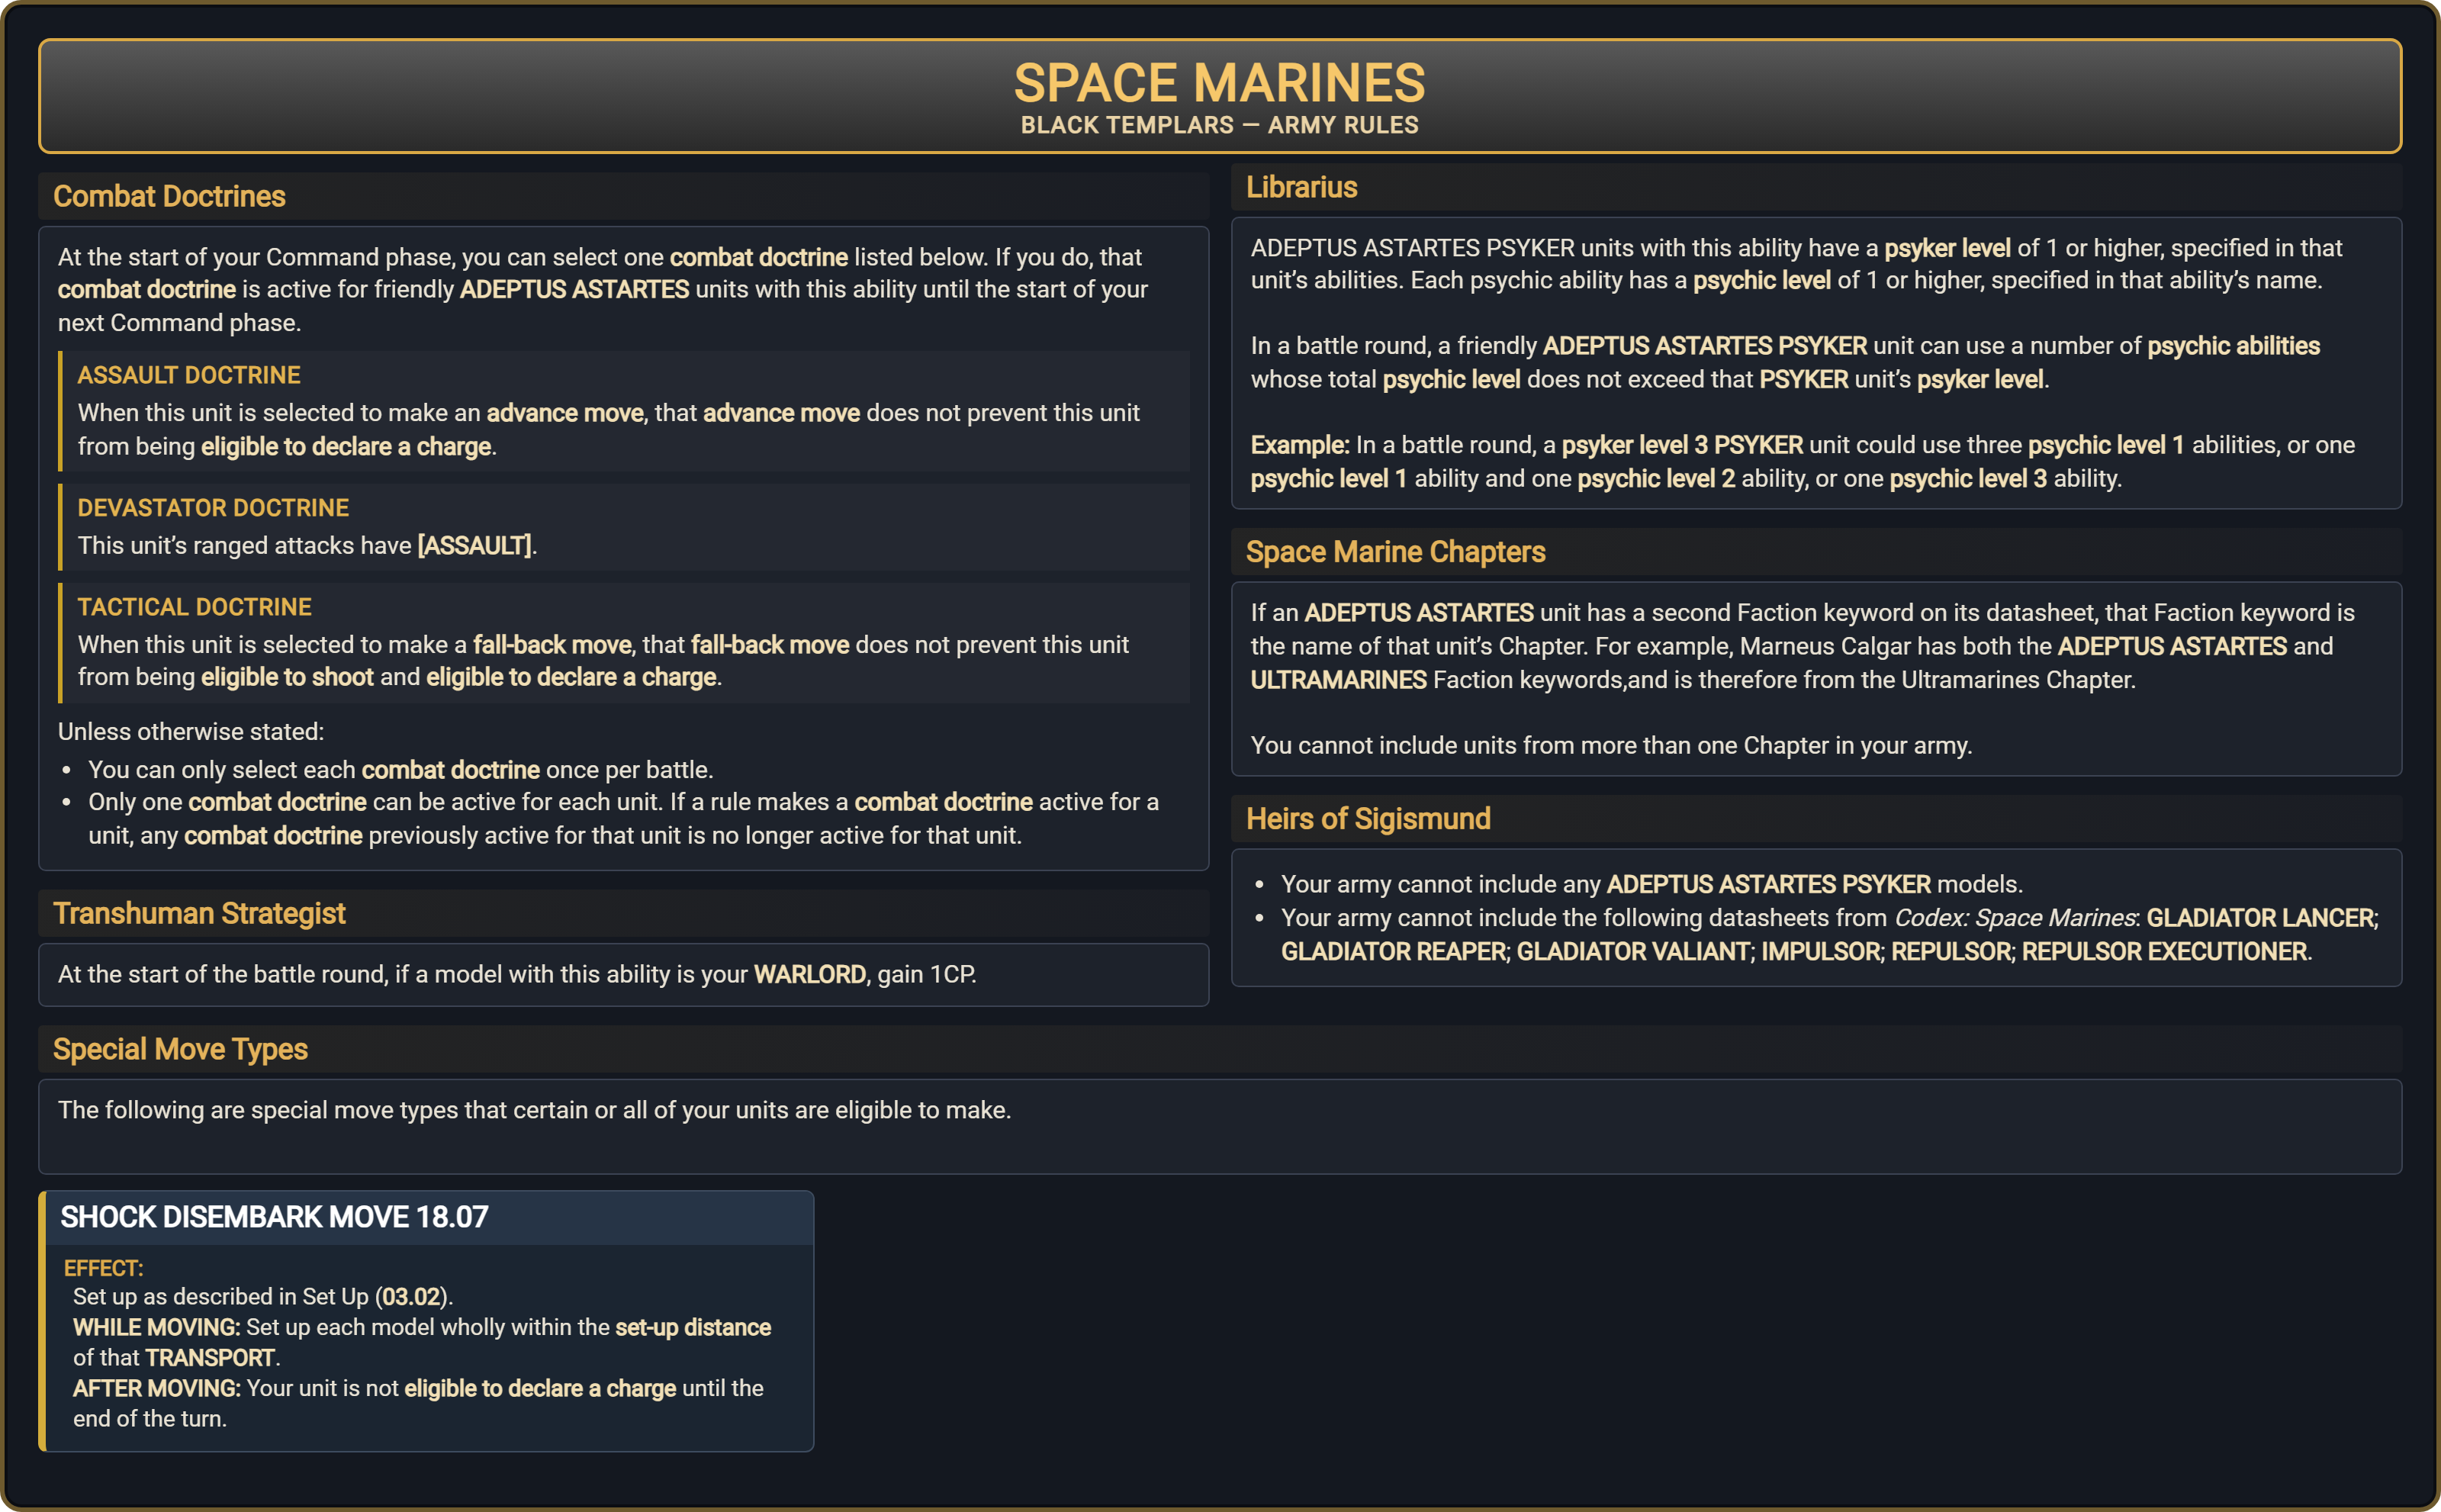 SPACE MARINES
BLACK TEMPLARS — ARMY RULES
Combat Doctrines
At the start of your Command phase, you can select one combat doctrine listed below. If you do, that
combat doctrine is active for friendly ADEPTUS ASTARTES units with this ability until the start of your
next Command phase.
ASSAULT DOCTRINE
When this unit is selected to make an advance move, that advance move does not prevent this unit
from being eligible to declare a charge.
DEVASTATOR DOCTRINE
This unit’s ranged attacks have [ASSAULT].
TACTICAL DOCTRINE
When this unit is selected to make a fall-back move, that fall-back move does not prevent this unit
from being eligible to shoot and eligible to declare a charge.
Unless otherwise stated:
• You can only select each combat doctrine once per battle.
• Only one combat doctrine can be active for each unit. If a rule makes a combat doctrine active for a
unit, any combat doctrine previously active for that unit is no longer active for that unit.
Transhuman Strategist
At the start of the battle round, if a model with this ability is your WARLORD, gain 1CP.
Librarius
ADEPTUS ASTARTES PSYKER units with this ability have a psyker level of 1 or higher, specified in that
unit’s abilities. Each psychic ability has a psychic level of 1 or higher, specified in that ability’s name.
In a battle round, a friendly ADEPTUS ASTARTES PSYKER unit can use a number of psychic abilities
whose total psychic level does not exceed that PSYKER unit’s psyker level.
Example: In a battle round, a psyker level 3 PSYKER unit could use three psychic level 1 abilities, or one
psychic level 1 ability and one psychic level 2 ability, or one psychic level 3 ability.
Space Marine Chapters
If an ADEPTUS ASTARTES unit has a second Faction keyword on its datasheet, that Faction keyword is
the name of that unit’s Chapter. For example, Marneus Calgar has both the ADEPTUS ASTARTES and
ULTRAMARINES Faction keywords,and is therefore from the Ultramarines Chapter.
You cannot include units from more than one Chapter in your army.
Heirs of Sigismund
• Your army cannot include any ADEPTUS ASTARTES PSYKER models.
• Your army cannot include the following datasheets from Codex: Space Marines: GLADIATOR LANCER;
GLADIATOR REAPER; GLADIATOR VALIANT; IMPULSOR; REPULSOR; REPULSOR EXECUTIONER.
Special Move Types
The following are special move types that certain or all of your units are eligible to make.
SHOCK DISEMBARK MOVE 18.07
EFFECT:
Set up as described in Set Up (03.02).
WHILE MOVING: Set up each model wholly within the set-up distance
of that TRANSPORT.
AFTER MOVING: Your unit is not eligible to declare a charge until the
end of the turn.